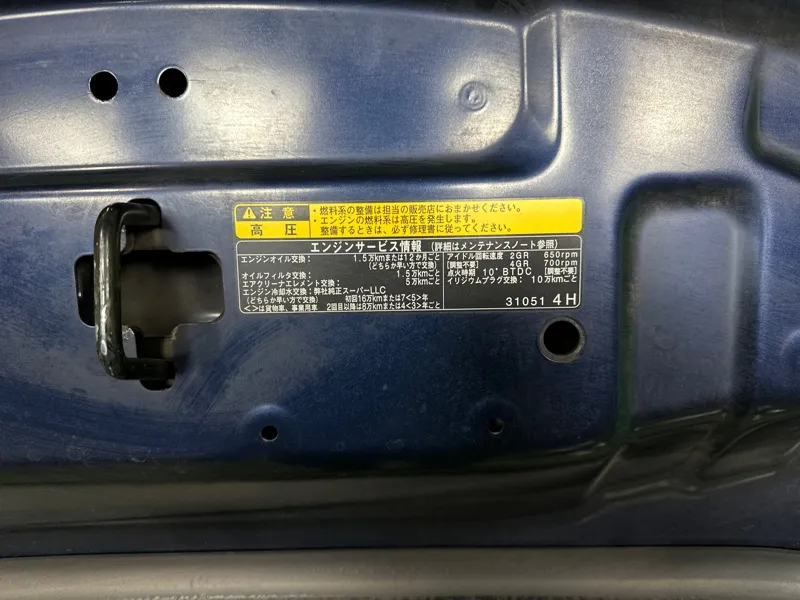 注意
高圧
・燃料系の整備は担当の販売店におまかせください。
・エンジンの燃料系は高圧を発生します。
整備するときは、必ず修理書に従ってください。
エンジンサービス情報 (詳細はメンテナンスノート参照)
エンジンオイル交換: 1.5万kmまたは12か月ごと
(どちらか早い方で交換)
オイルフィルタ交換: 1.5万kmごと
エアクリーナエレメント交換: 5万kmごと
エンジン冷却水交換:弊社純正スーパーLLC
(どちらか早い方で交換) 初回16万kmまたは7<5>年
<>は貨物車、事業用車 2回目以降は8万kmまたは4<3>年ごと
アイドル回転速度 2GR 650rpm
[調整不要] 4GR 700rpm
点火時期 10°BTDC [調整不要]
イリジウムプラグ交換: 10万kmごと
31051 4H